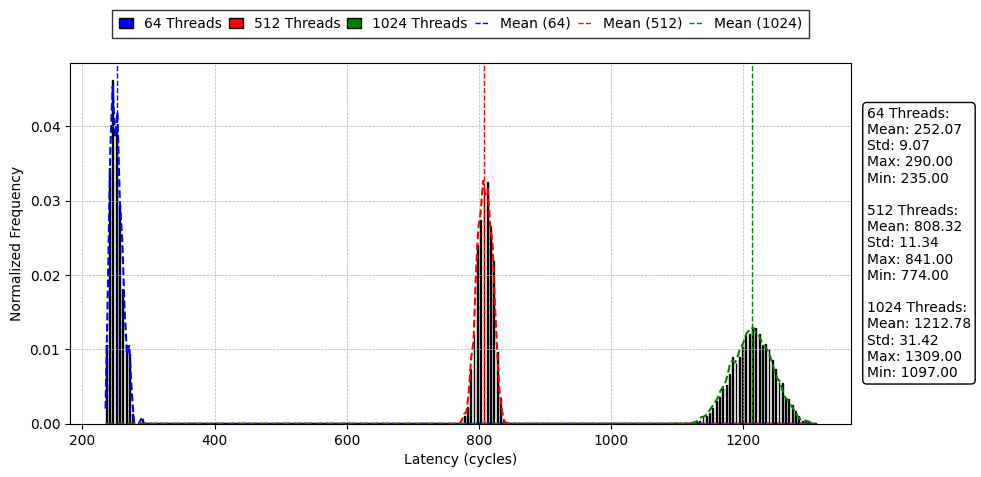 64 Threads 512 Threads 1024 Threads Mean (64) Mean (512) Mean (1024)
Normalized Frequency
0.04
0.03
0.02
0.01
0.00
200 400 600 800 1000 1200
Latency (cycles)
64 Threads:
Mean: 252.07
Std: 9.07
Max: 290.00
Min: 235.00
512 Threads:
Mean: 808.32
Std: 11.34
Max: 841.00
Min: 774.00
1024 Threads:
Mean: 1212.78
Std: 31.42
Max: 1309.00
Min: 1097.00